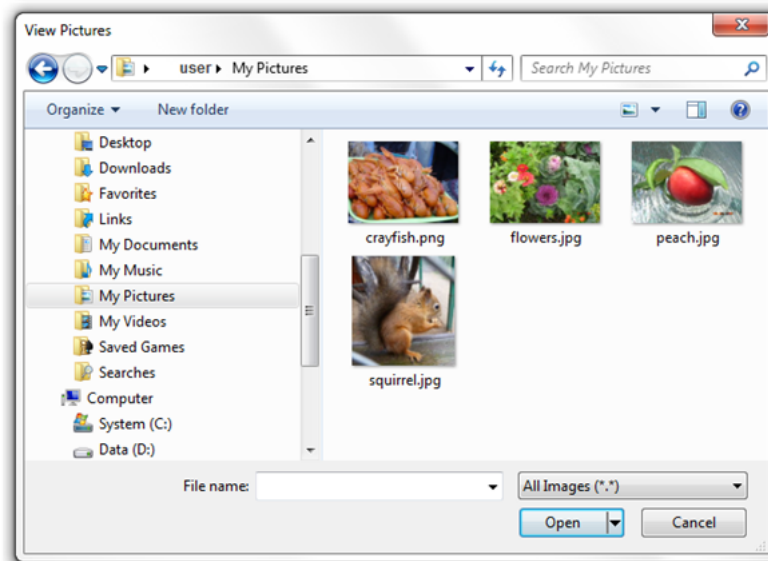 View Pictures
user My Pictures
Search My Pictures
Organize New folder
Desktop
Downloads
Favorites
Links
My Documents
My Music
My Pictures
My Videos
Saved Games
Searches
Computer
System (C:)
Data (D:)
crayfish.png flowers.jpg peach.jpg
squirrel.jpg
File name: All Images (*.*)
Open Cancel